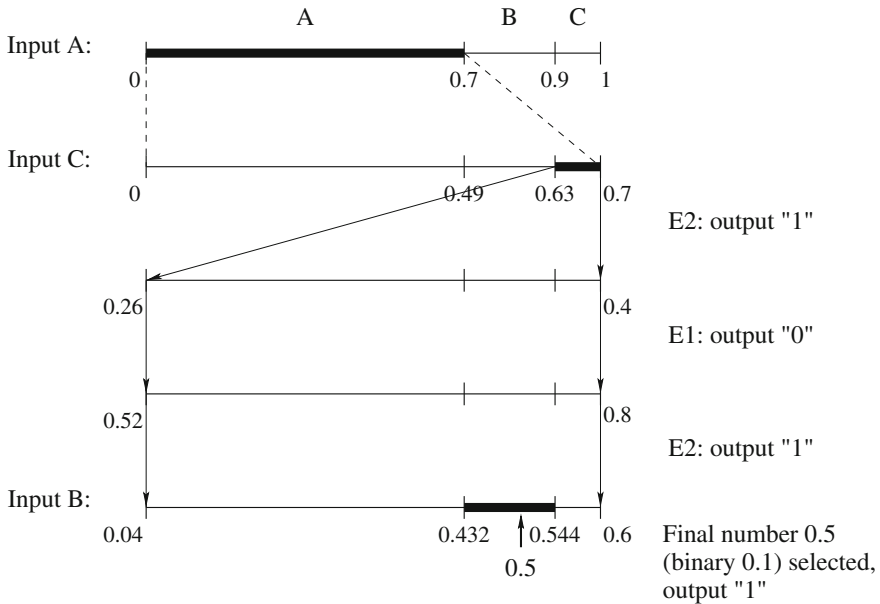 A B C
Input A:
0 0.7 0.9 1
Input C:
0 0.49 0.63 0.7
E2: output "1"
0.26 0.4
E1: output "0"
0.52 0.8
E2: output "1"
Input B:
0.04 0.432 0.544 0.6
0.5
Final number 0.5
(binary 0.1) selected,
output "1"